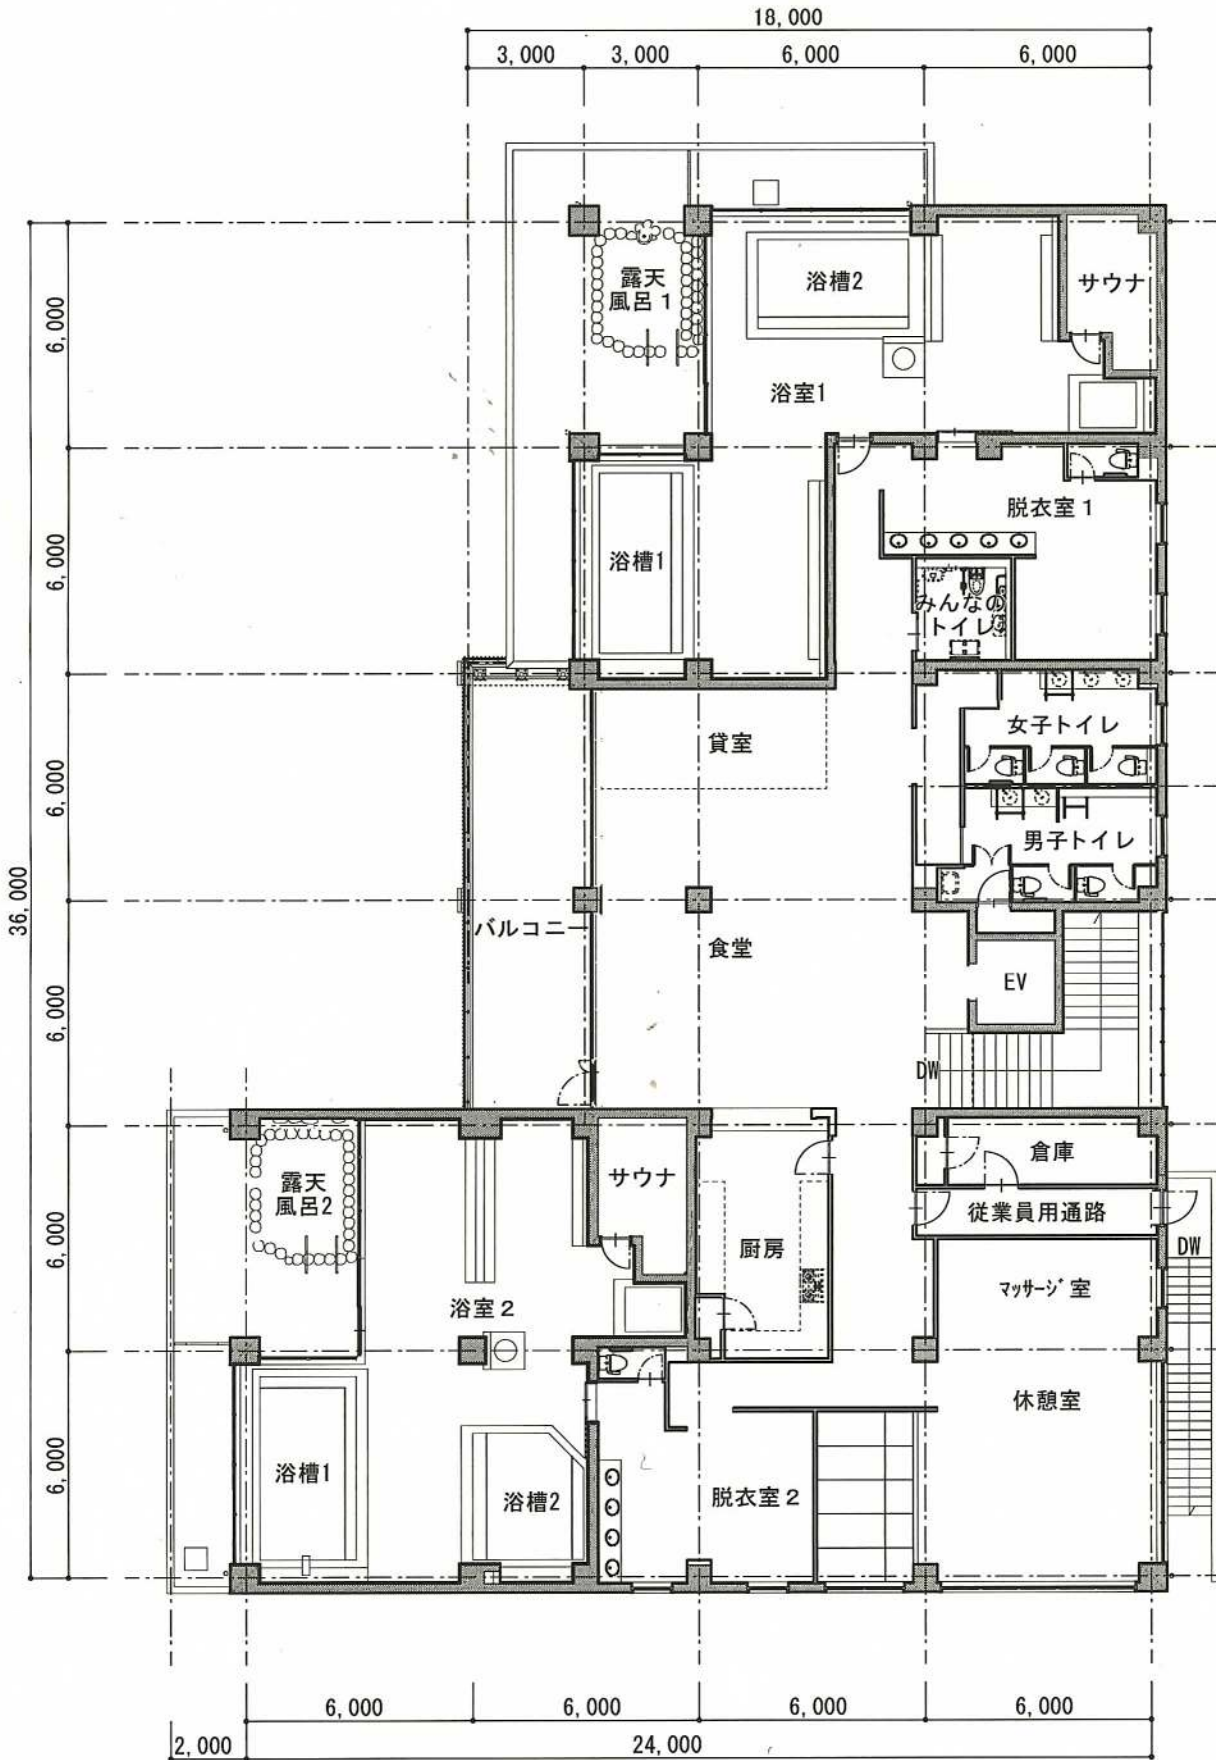 18,000
3,000
3,000
6,000
6,000
露天
風呂1
浴槽2
サウナ
浴室1
6,000
脱衣室1
浴槽1
みんなの
トイレ
6,000
貸室
女子トイレ
6,000
男子トイレ
36,000
バルコニー
食堂
EV
6,000
DW
露天
風呂2
サウナ
倉庫
従業員用通路
6,000
厨房
DW
マッサージ室
浴室2
休憩室
浴槽1
浴槽2
脱衣室2
6,000
6,000
6,000
6,000
6,000
2,000
24,000